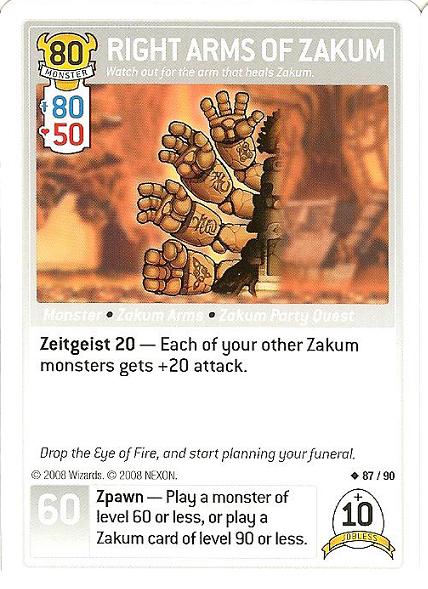 80
MONSTER
RIGHT ARMS OF ZAKUM
Watch out for the arm that heals Zakum.
80
50
Monster • Zakum Arms • Zakum Party Quest
Zeitgeist 20 — Each of your other Zakum
monsters gets +20 attack.
Drop the Eye of Fire, and start planning your funeral.
© 2008 Wizards. © 2008 NEXON.
◆ 87 / 90
60
Zpawn — Play a monster of
level 60 or less, or play a
Zakum card of level 90 or less.
+
10
JOBLESS